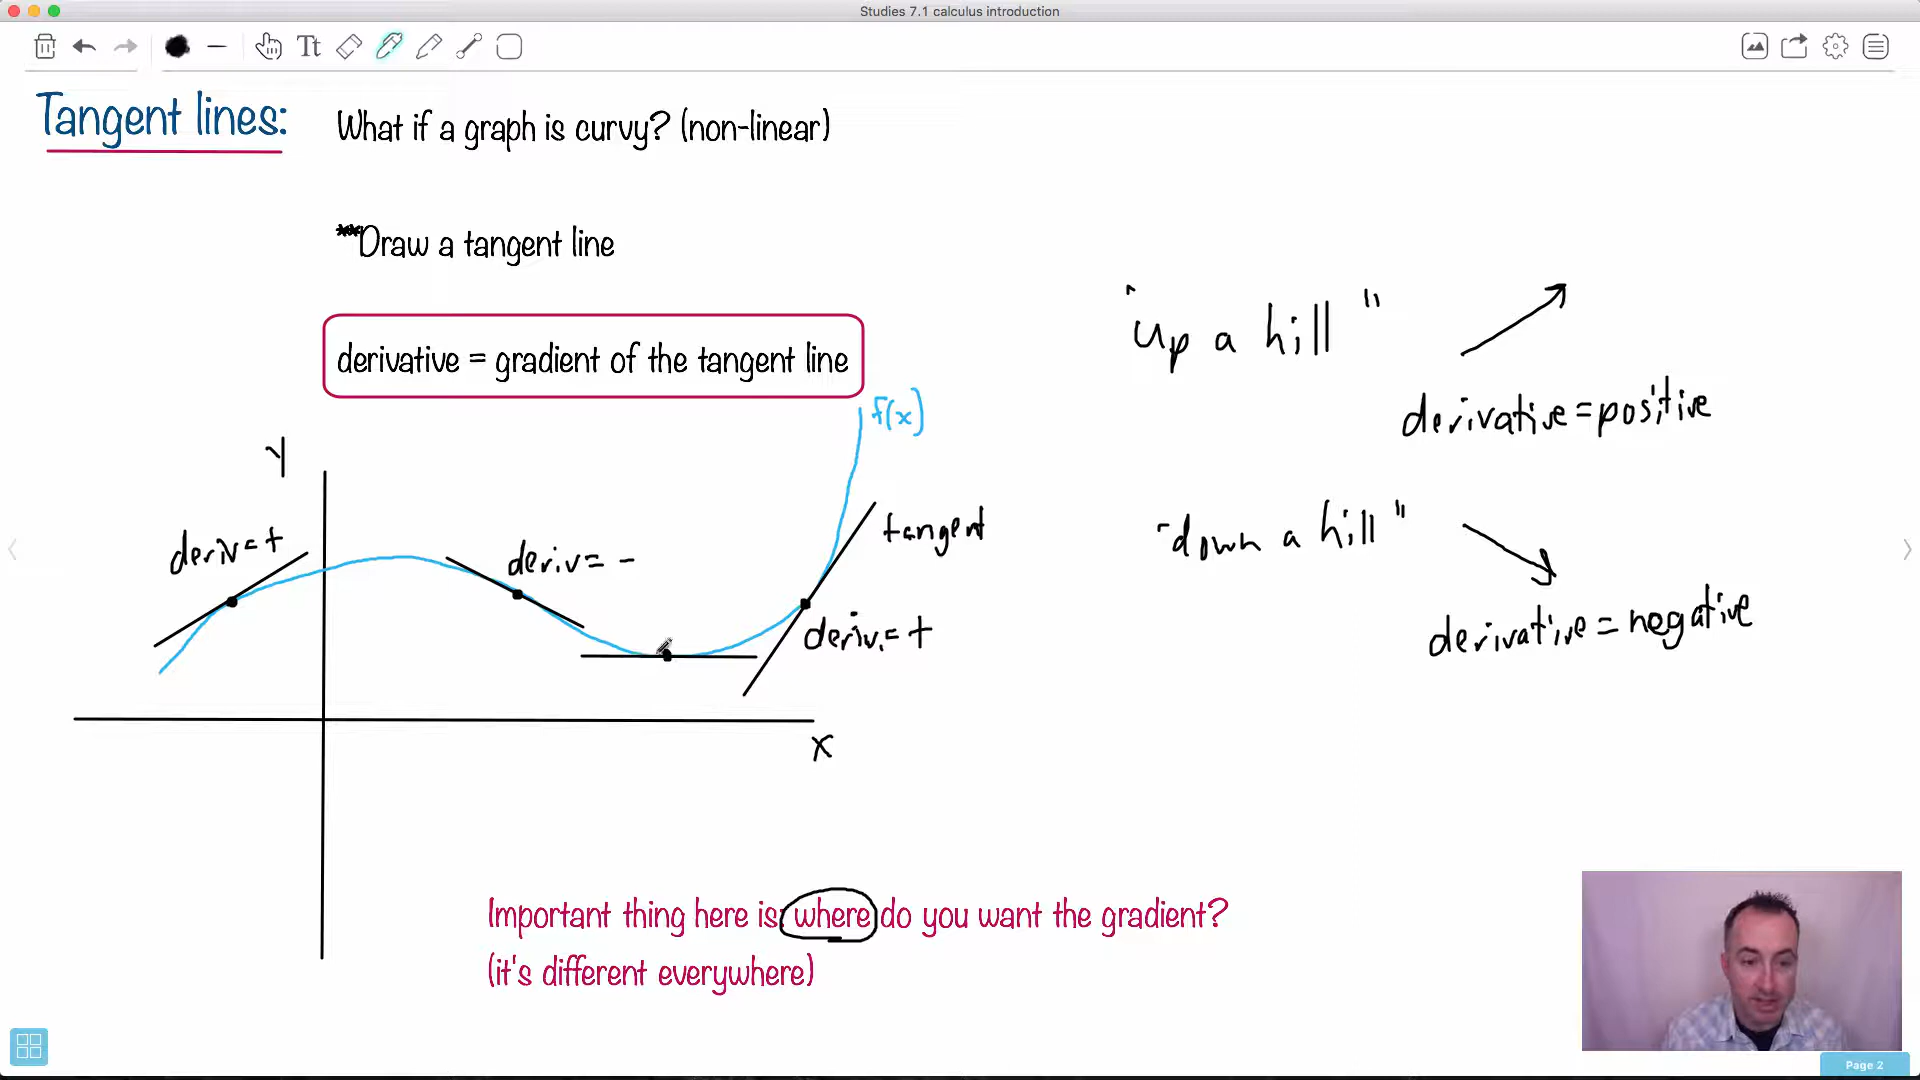 Studies 7.1 calculus introduction
Tt
Tangent lines:
What if a graph is curvy? (non-linear)
***Draw a tangent line
derivative = gradient of the tangent line
"up a hill"
derivative = positive
"down a hill"
derivative = negative
f(x)
y
deriv = +
deriv = -
tangent
deriv. = +
x
Important thing here is where do you want the gradient?
(it's different everywhere)
Page 2